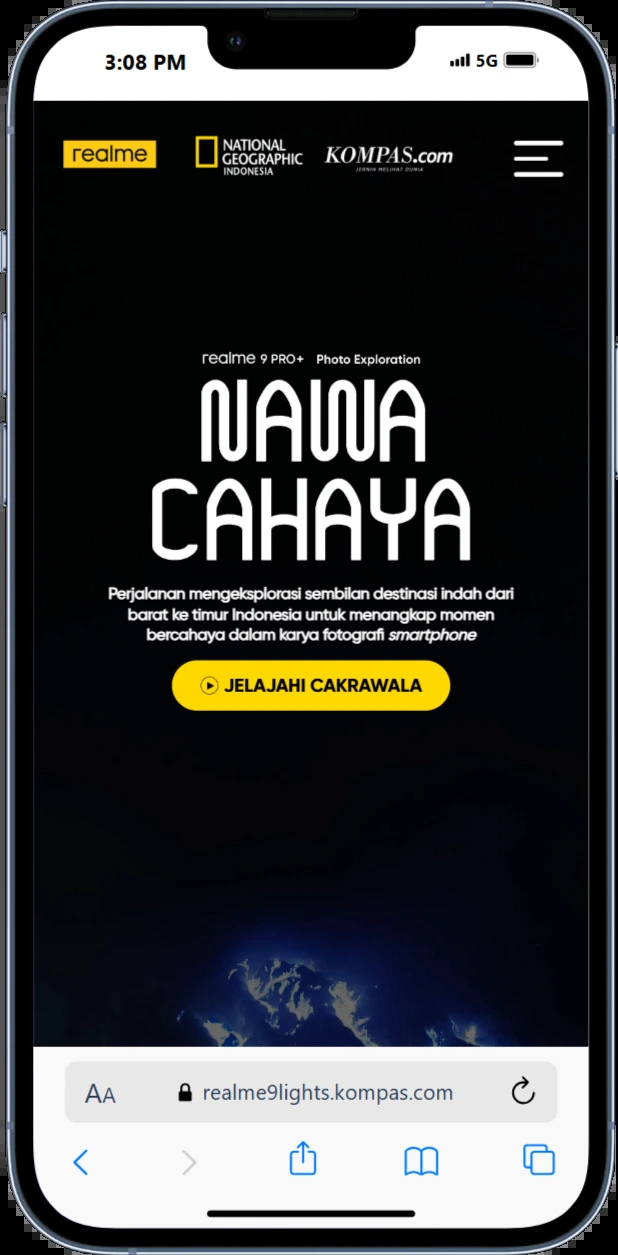 3:08 PM
5G
realme
NATIONAL
GEOGRAPHIC
INDONESIA
KOMPAS.com
JERNIH MELIHAT DUNIA
realme 9 PRO+ Photo Exploration
NAWA
CAHAYA
Perjalanan mengeksplorasi sembilan destinasi indah dari
barat ke timur Indonesia untuk menangkap momen
bercahaya dalam karya fotografi smartphone
JELAJAHI CAKRAWALA
AA
realme9lights.kompas.com